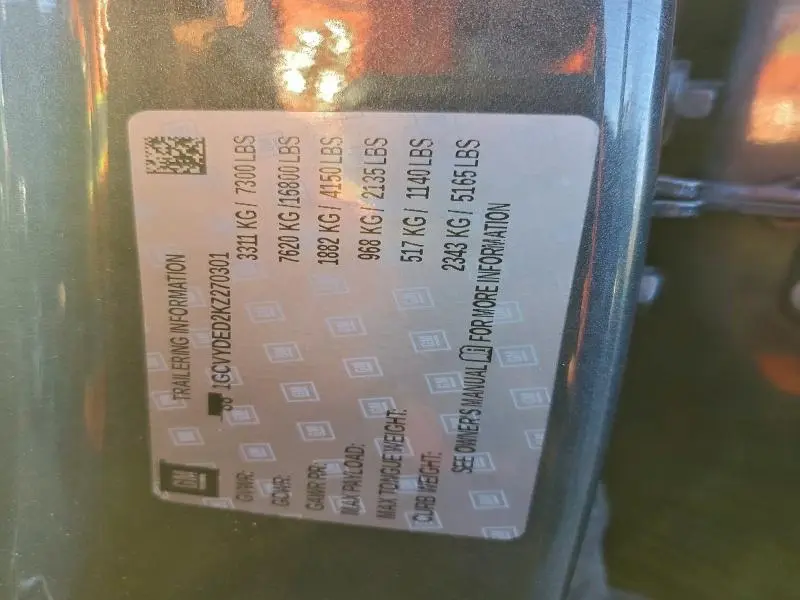 GM
TRAILERING INFORMATION
1GCVYDED2KZ270301
GVWR: 3311 KG / 7300 LBS
GCWR: 7620 KG / 16800 LBS
GAWR RR: 1882 KG / 4150 LBS
MAX PAYLOAD: 968 KG / 2135 LBS
MAX TONGUE WEIGHT: 517 KG / 1140 LBS
CURB WEIGHT: 2343 KG / 5165 LBS
SEE OWNER'S MANUAL FOR MORE INFORMATION